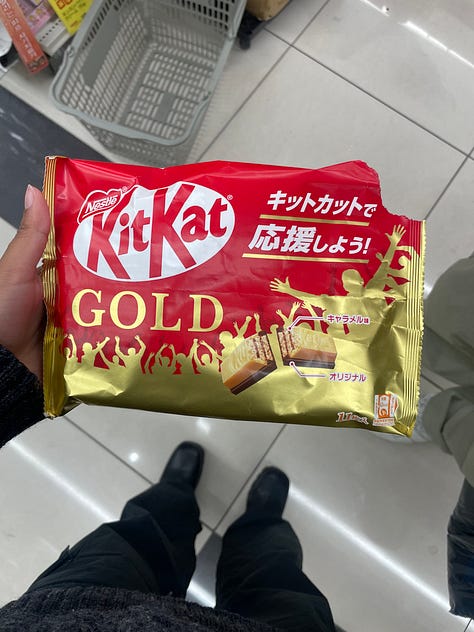 Nestlé
KitKat®
GOLD
キットカットで
応援しよう!
キャラメル味
オリジナル